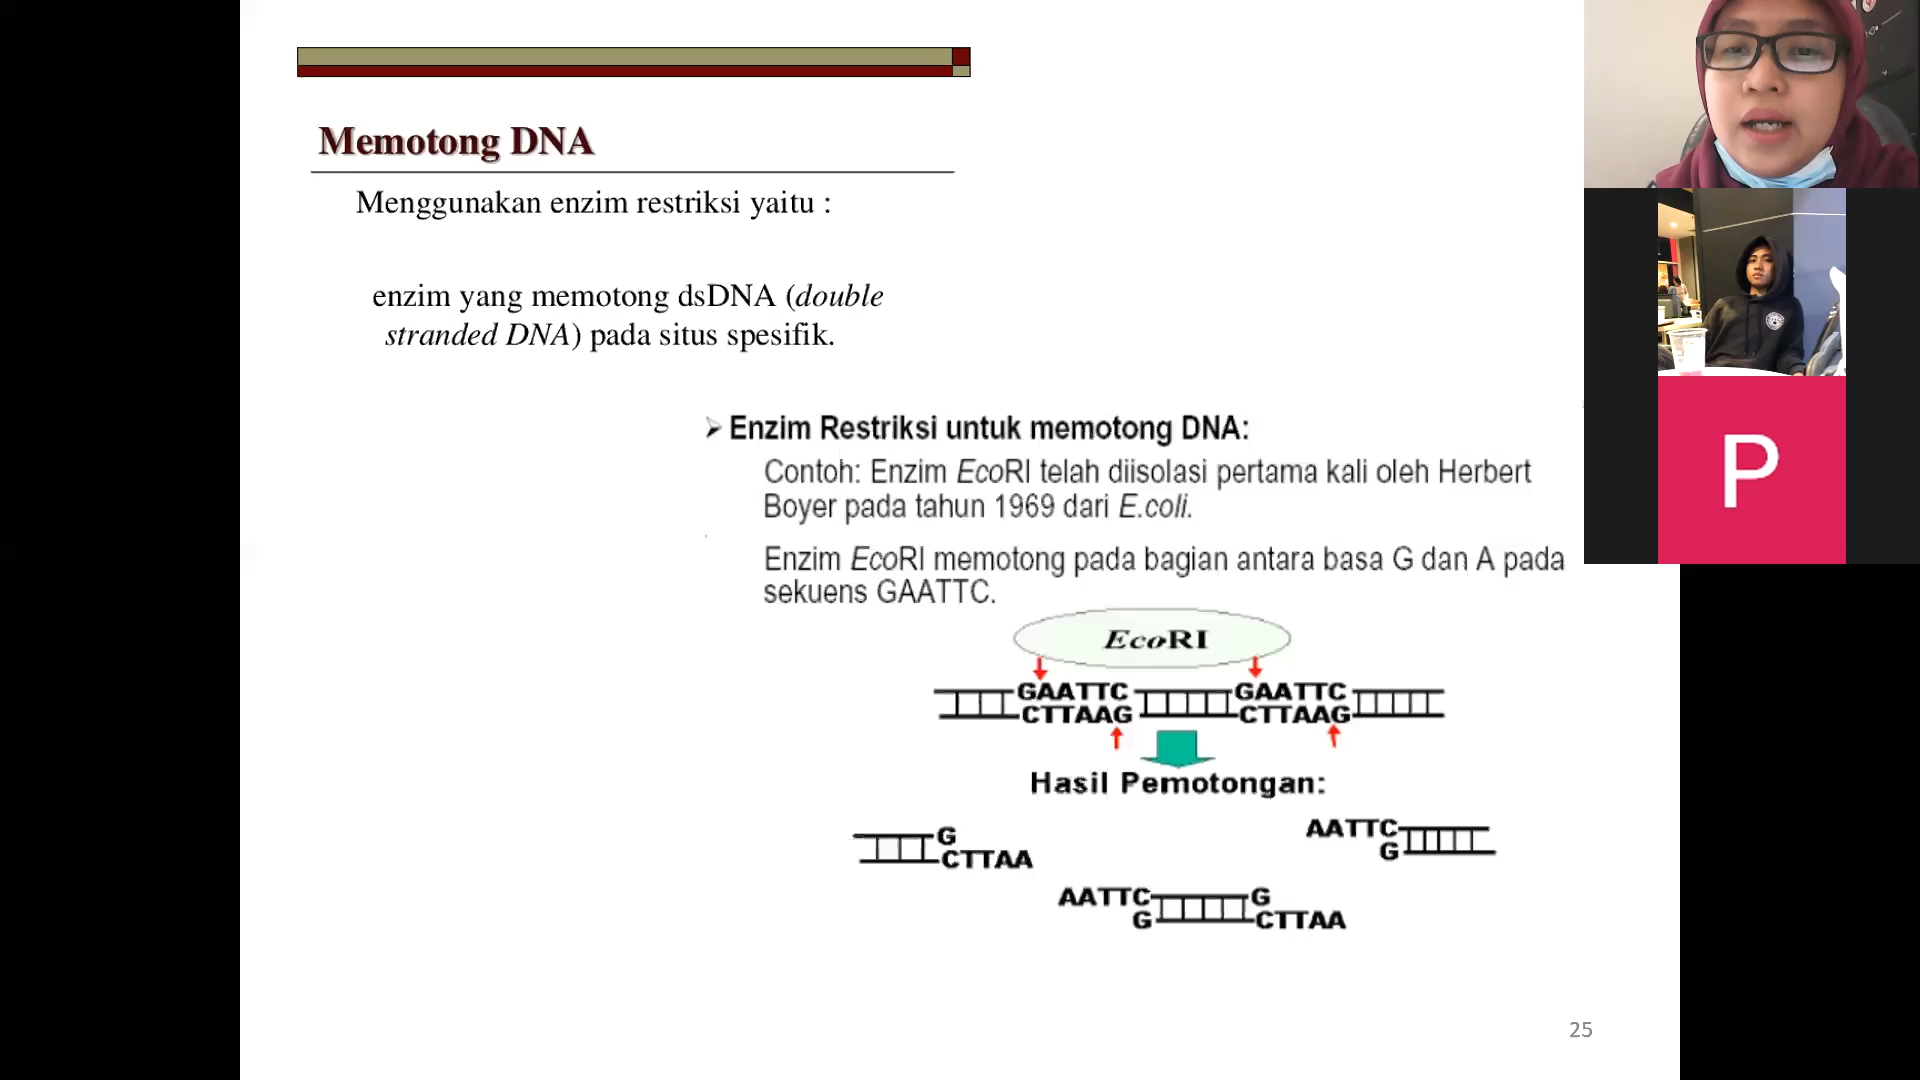 Memotong DNA
Menggunakan enzim restriksi yaitu :
enzim yang memotong dsDNA (double
stranded DNA) pada situs spesifik.
➢ Enzim Restriksi untuk memotong DNA:
Contoh: Enzim EcoRI telah diisolasi pertama kali oleh Herbert
Boyer pada tahun 1969 dari E.coli.
Enzim EcoRI memotong pada bagian antara basa G dan A pada
sekuens GAATTC.
EcoRI
GAATTC GAATTC
CTTAAG CTTAAG
Hasil Pemotongan:
G
CTTAA
AATTC
G
AATTC G
G CTTAA
25
P